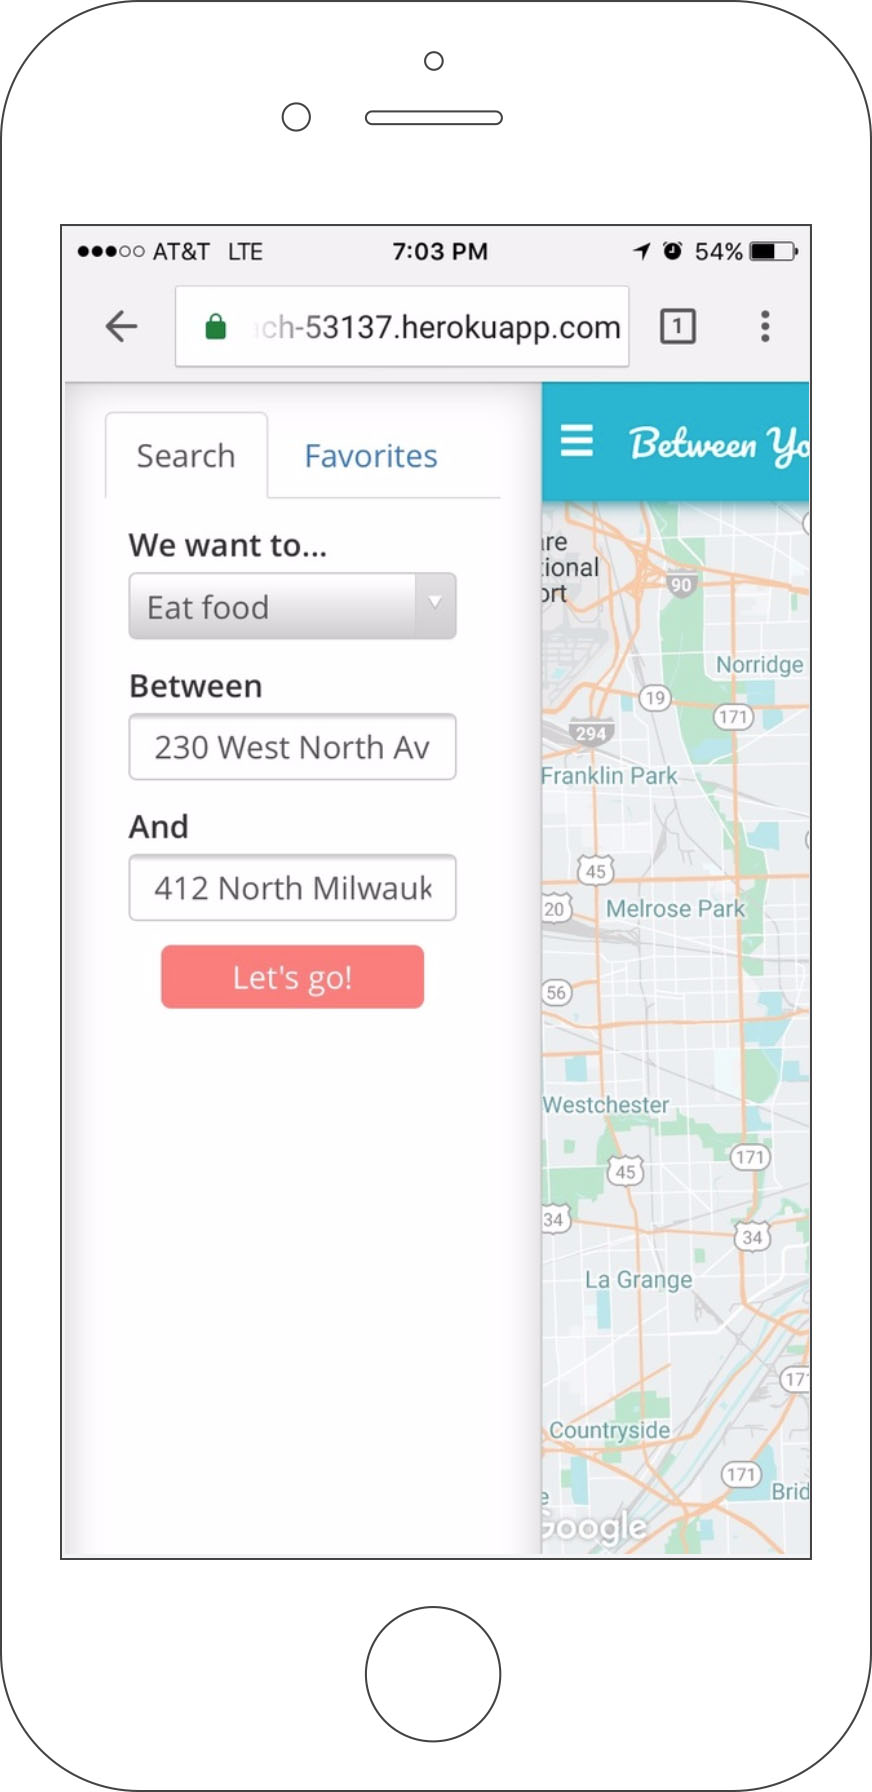 AT&T LTE 7:03 PM 54%
ch-53137.herokuapp.com 1
Search Favorites
Between Yo
We want to...
Eat food
Between
230 West North Av
And
412 North Milwauk
Let's go!
are
tional
ort
90
Norridge
19
171
294
Franklin Park
45
20
Melrose Park
56
Westchester
171
45
34
34
La Grange
17
Countryside
171
e
Brid
Google